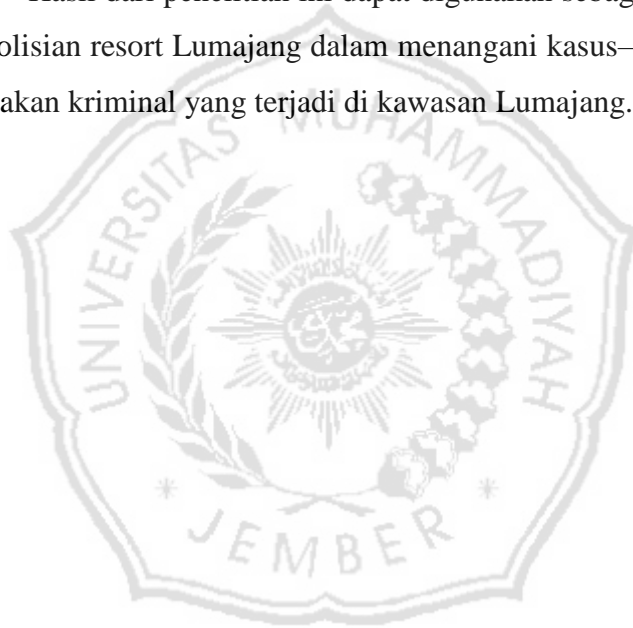 Hasil dari penelitian ini dapat digunakan sebag
olisian resort Lumajang dalam menangani kasus–
akan kriminal yang terjadi di kawasan Lumajang.
UNIVERSITAS MUHAMMADIYAH
* JEMBER *